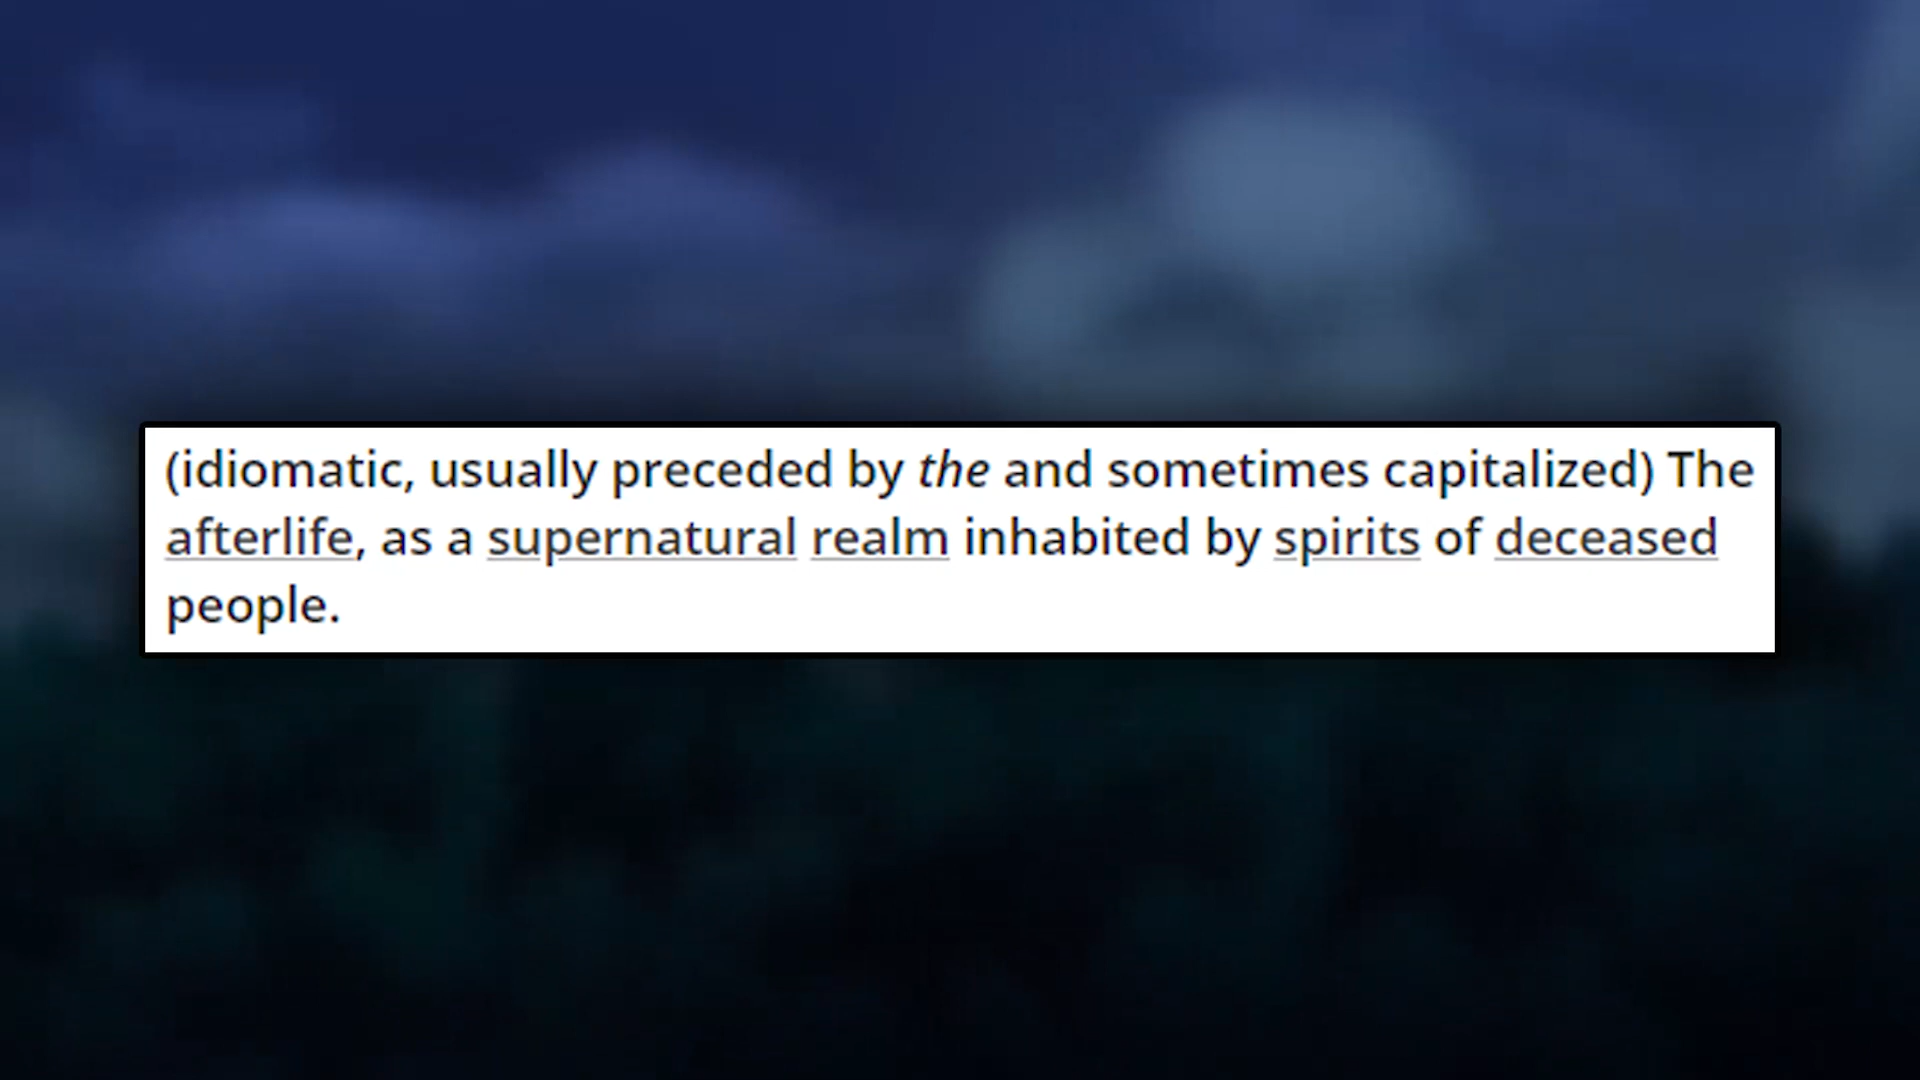 (idiomatic, usually preceded by the and sometimes capitalized) The
afterlife, as a supernatural realm inhabited by spirits of deceased
people.